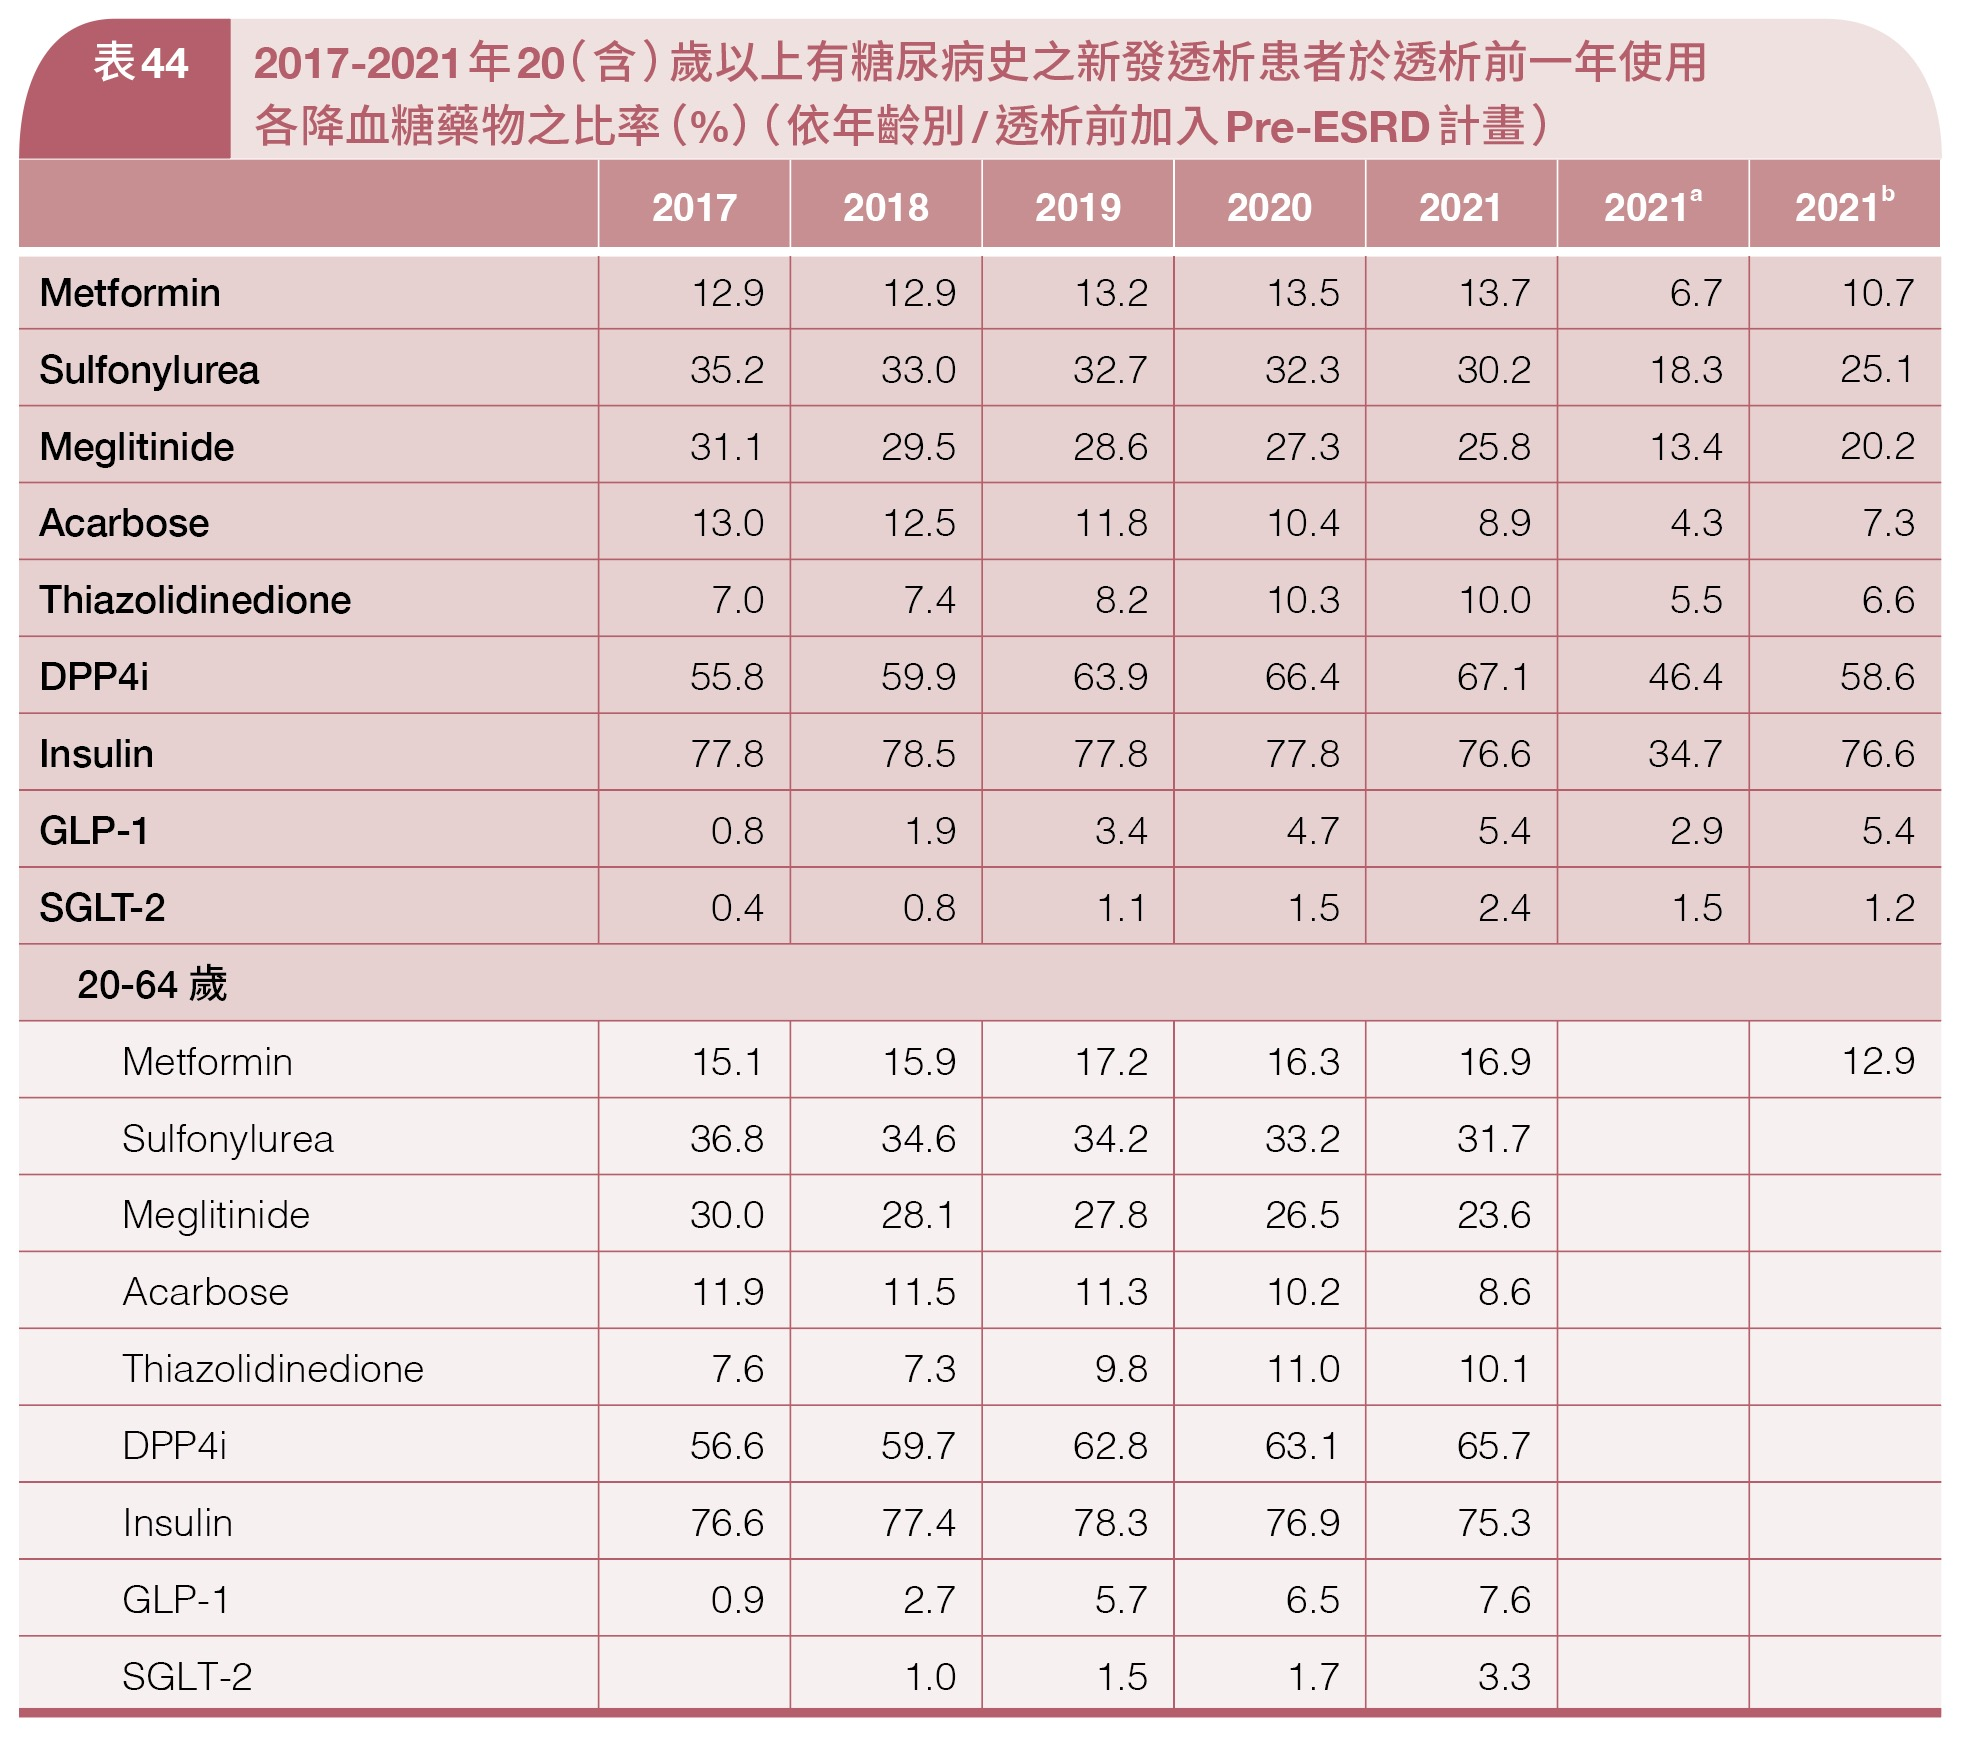 表44
2017-2021年20（含）歲以上有糖尿病史之新發透析患者於透析前一年使用
各降血糖藥物之比率（%）（依年齡別/透析前加入Pre-ESRD計畫）
2017 2018 2019 2020 2021 2021a 2021b
Metformin 12.9 12.9 13.2 13.5 13.7 6.7 10.7
Sulfonylurea 35.2 33.0 32.7 32.3 30.2 18.3 25.1
Meglitinide 31.1 29.5 28.6 27.3 25.8 13.4 20.2
Acarbose 13.0 12.5 11.8 10.4 8.9 4.3 7.3
Thiazolidinedione 7.0 7.4 8.2 10.3 10.0 5.5 6.6
DPP4i 55.8 59.9 63.9 66.4 67.1 46.4 58.6
Insulin 77.8 78.5 77.8 77.8 76.6 34.7 76.6
GLP-1 0.8 1.9 3.4 4.7 5.4 2.9 5.4
SGLT-2 0.4 0.8 1.1 1.5 2.4 1.5 1.2
20-64 歲
Metformin 15.1 15.9 17.2 16.3 16.9 12.9
Sulfonylurea 36.8 34.6 34.2 33.2 31.7
Meglitinide 30.0 28.1 27.8 26.5 23.6
Acarbose 11.9 11.5 11.3 10.2 8.6
Thiazolidinedione 7.6 7.3 9.8 11.0 10.1
DPP4i 56.6 59.7 62.8 63.1 65.7
Insulin 76.6 77.4 78.3 76.9 75.3
GLP-1 0.9 2.7 5.7 6.5 7.6
SGLT-2 1.0 1.5 1.7 3.3